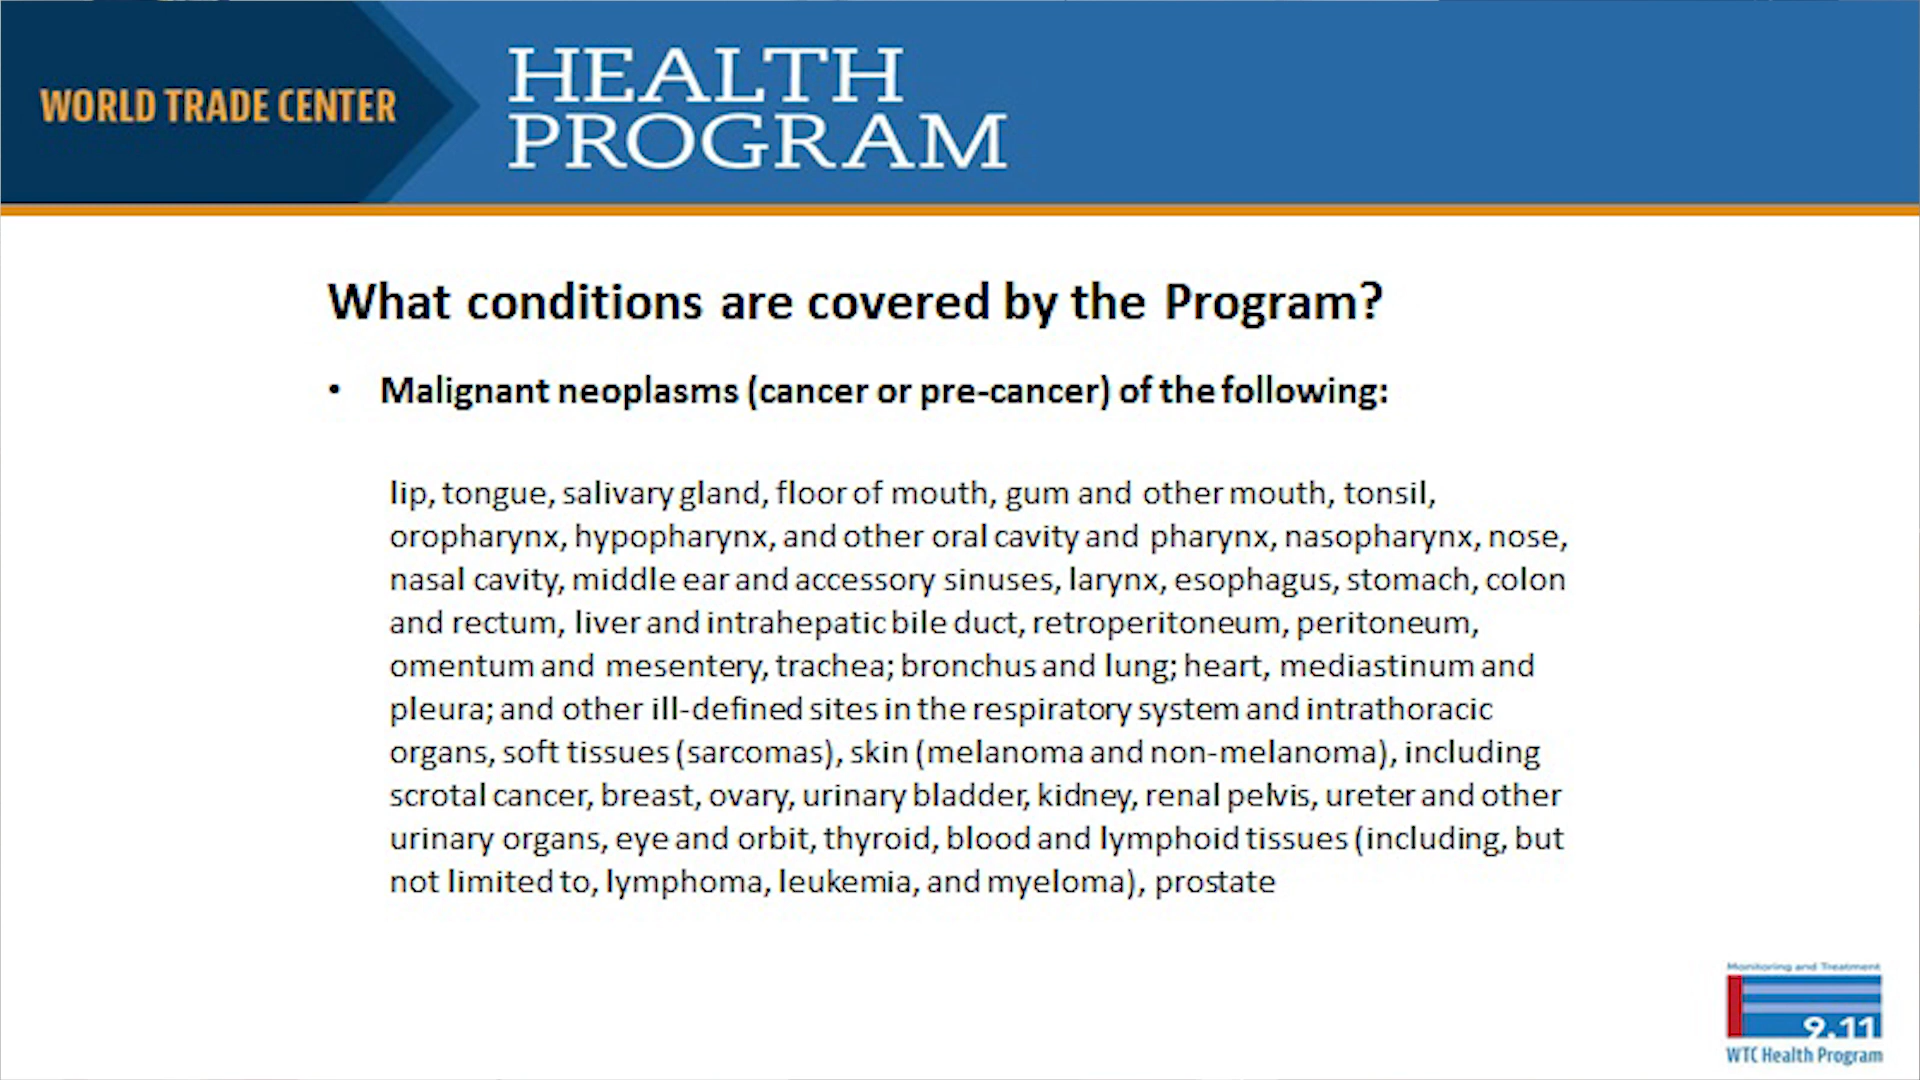 WORLD TRADE CENTER
HEALTH
PROGRAM
What conditions are covered by the Program?
• Malignant neoplasms (cancer or pre-cancer) of the following:
lip, tongue, salivary gland, floor of mouth, gum and other mouth, tonsil,
oropharynx, hypopharynx, and other oral cavity and pharynx, nasopharynx, nose,
nasal cavity, middle ear and accessory sinuses, larynx, esophagus, stomach, colon
and rectum, liver and intrahepatic bile duct, retroperitoneum, peritoneum,
omentum and mesentery, trachea; bronchus and lung; heart, mediastinum and
pleura; and other ill-defined sites in the respiratory system and intrathoracic
organs, soft tissues (sarcomas), skin (melanoma and non-melanoma), including
scrotal cancer, breast, ovary, urinary bladder, kidney, renal pelvis, ureter and other
urinary organs, eye and orbit, thyroid, blood and lymphoid tissues (including, but
not limited to, lymphoma, leukemia, and myeloma), prostate
Monitoring and Treatment
9.11
WTC Health Program